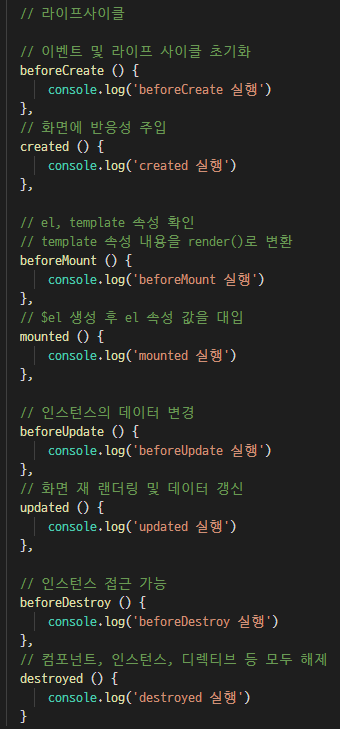 // 라이프사이클
// 이벤트 및 라이프 사이클 초기화
beforeCreate () {
console.log('beforeCreate 실행')
},
// 화면에 반응성 주입
created () {
console.log('created 실행')
},
// el, template 속성 확인
// template 속성 내용을 render()로 변환
beforeMount () {
console.log('beforeMount 실행')
},
// $el 생성 후 el 속성 값을 대입
mounted () {
console.log('mounted 실행')
},
// 인스턴스의 데이터 변경
beforeUpdate () {
console.log('beforeUpdate 실행')
},
// 화면 재 랜더링 및 데이터 갱신
updated () {
console.log('updated 실행')
},
// 인스턴스 접근 가능
beforeDestroy () {
console.log('beforeDestroy 실행')
},
// 컴포넌트, 인스턴스, 디렉티브 등 모두 해제
destroyed () {
console.log('destroyed 실행')
}